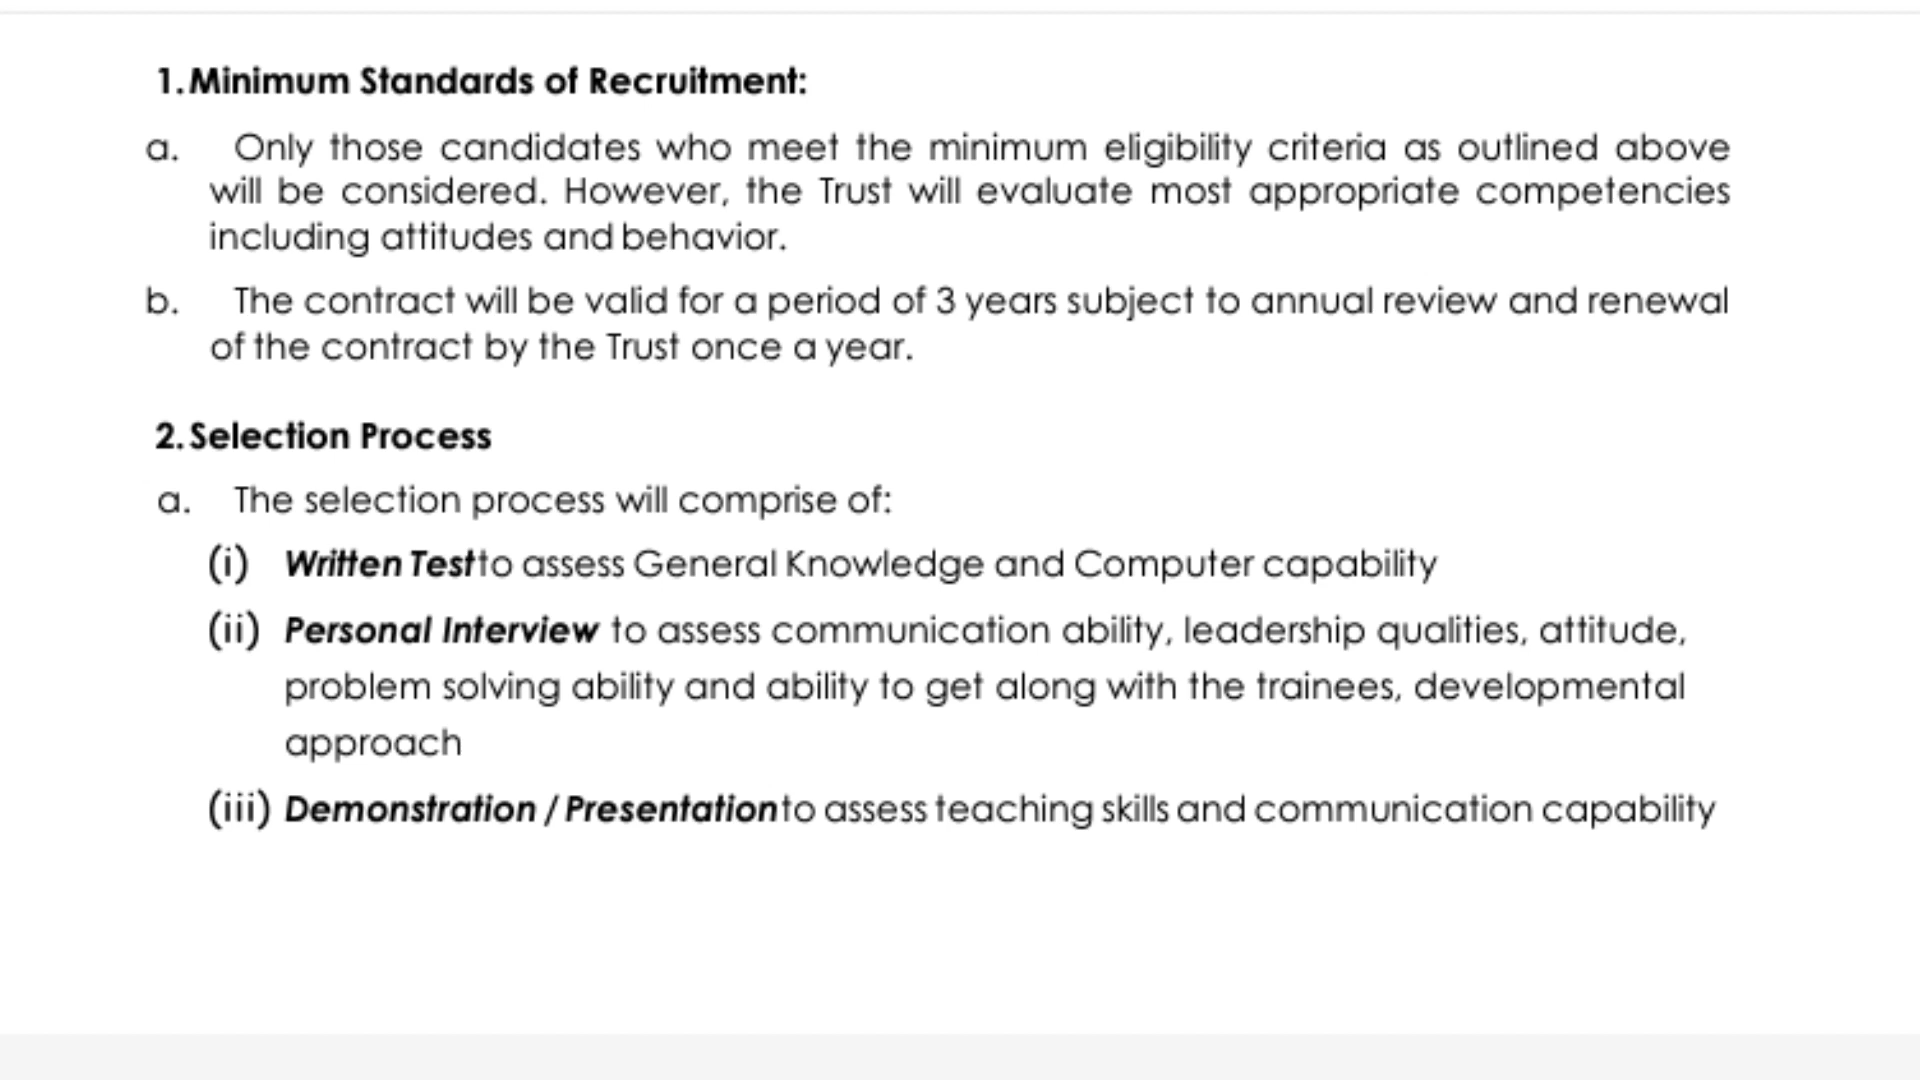 1. Minimum Standards of Recruitment:
a. Only those candidates who meet the minimum eligibility criteria as outlined above
will be considered. However, the Trust will evaluate most appropriate competencies
including attitudes and behavior.
b. The contract will be valid for a period of 3 years subject to annual review and renewal
of the contract by the Trust once a year.
2. Selection Process
a. The selection process will comprise of:
(i) Written Test to assess General Knowledge and Computer capability
(ii) Personal Interview to assess communication ability, leadership qualities, attitude,
problem solving ability and ability to get along with the trainees, developmental
approach
(iii) Demonstration / Presentation to assess teaching skills and communication capability